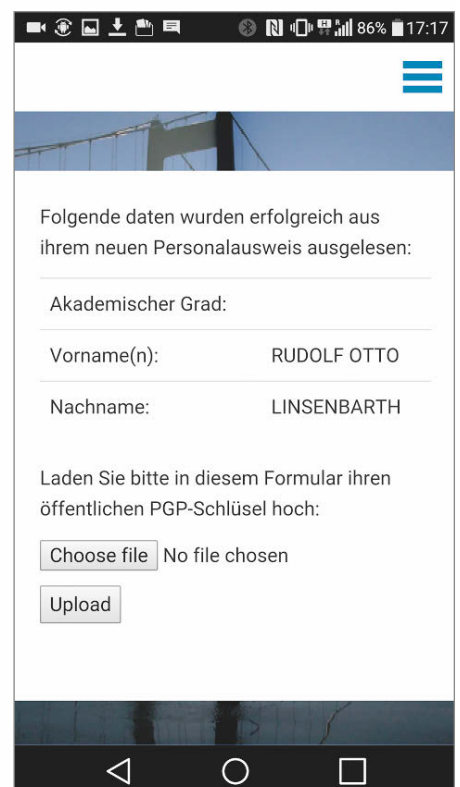 86% 17:17
Folgende daten wurden erfolgreich aus
ihrem neuen Personalausweis ausgelesen:
Akademischer Grad:
Vorname(n): RUDOLF OTTO
Nachname: LINSENBARTH
Laden Sie bitte in diesem Formular ihren
öffentlichen PGP-Schlüsel hoch:
Choose file No file chosen
Upload